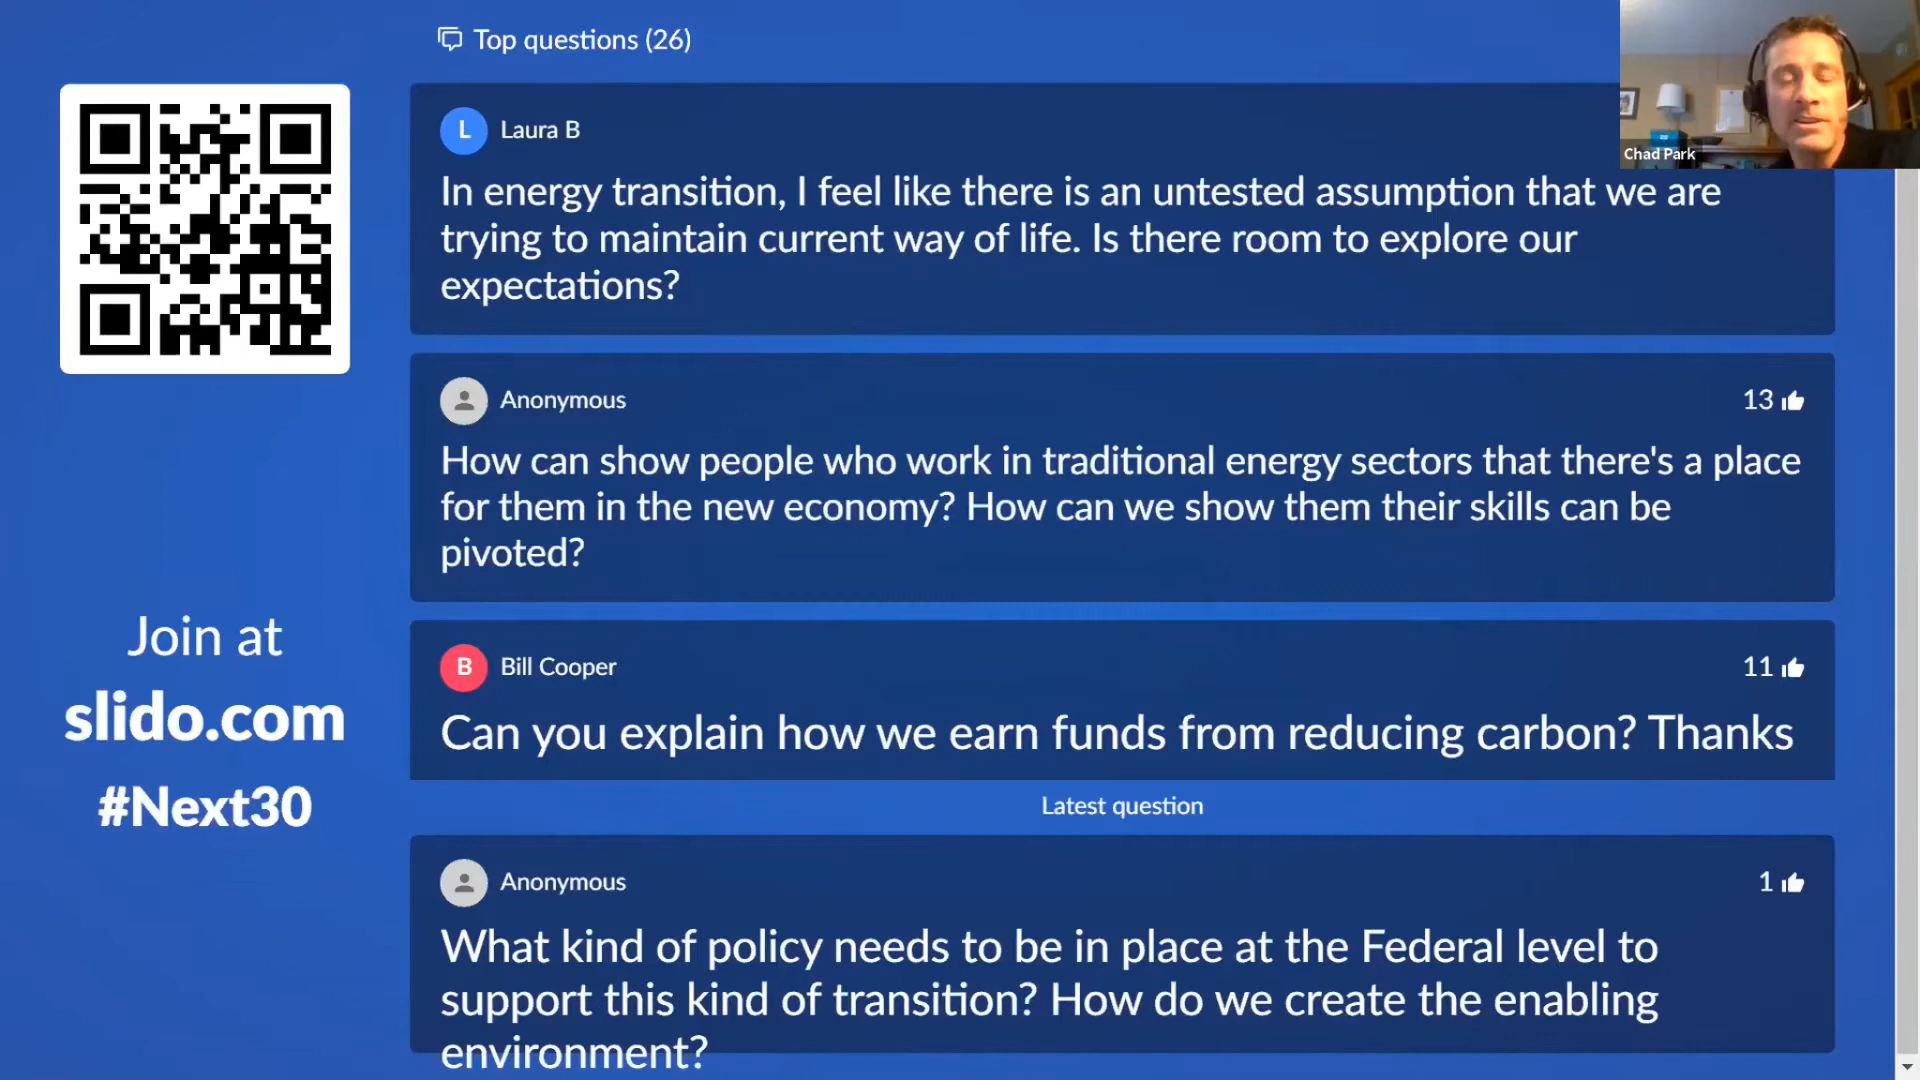 Top questions (26)
Chad Park
L
Laura B
In energy transition, I feel like there is an untested assumption that we are
trying to maintain current way of life. Is there room to explore our
expectations?
Anonymous
13
How can show people who work in traditional energy sectors that there's a place
for them in the new economy? How can we show them their skills can be
pivoted?
B
Bill Cooper
11
Can you explain how we earn funds from reducing carbon? Thanks
Latest question
Anonymous
1
What kind of policy needs to be in place at the Federal level to
support this kind of transition? How do we create the enabling
environment?
Join at
slido.com
#Next30